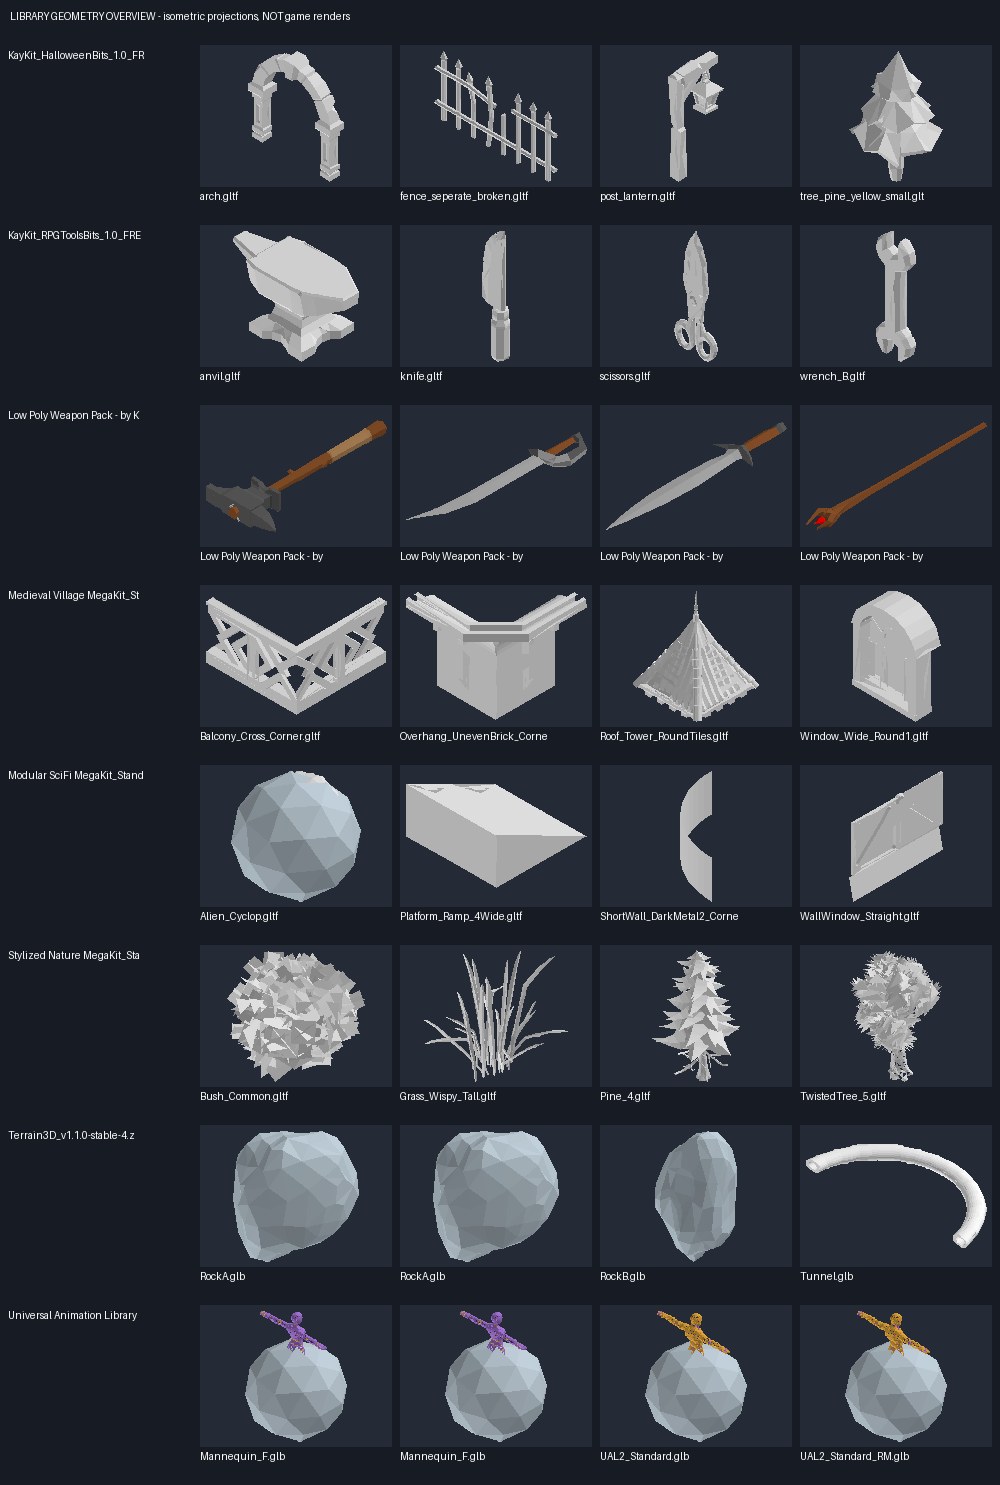 LIBRARY GEOMETRY OVERVIEW - isometric projections, NOT game renders
KayKit_HalloweenBits_1.0_FR
arch.gltf
fence_seperate_broken.gltf
post_lantern.gltf
tree_pine_yellow_small.glt
KayKit_RPGToolsBits_1.0_FRE
anvil.gltf
knife.gltf
scissors.gltf
wrench_B.gltf
Low Poly Weapon Pack - by K
Low Poly Weapon Pack - by
Low Poly Weapon Pack - by
Low Poly Weapon Pack - by
Low Poly Weapon Pack - by
Medieval Village MegaKit_St
Balcony_Cross_Corner.gltf
Overhang_UnevenBrick_Corne
Roof_Tower_RoundTiles.gltf
Window_Wide_Round1.gltf
Modular SciFi MegaKit_Stand
Alien_Cyclop.gltf
Platform_Ramp_4Wide.gltf
ShortWall_DarkMetal2_Corne
WallWindow_Straight.gltf
Stylized Nature MegaKit_Sta
Bush_Common.gltf
Grass_Wispy_Tall.gltf
Pine_4.gltf
TwistedTree_5.gltf
Terrain3D_v1.1.0-stable-4.z
RockA.glb
RockA.glb
RockB.glb
Tunnel.glb
Universal Animation Library
Mannequin_F.glb
Mannequin_F.glb
UAL2_Standard.glb
UAL2_Standard_RM.glb